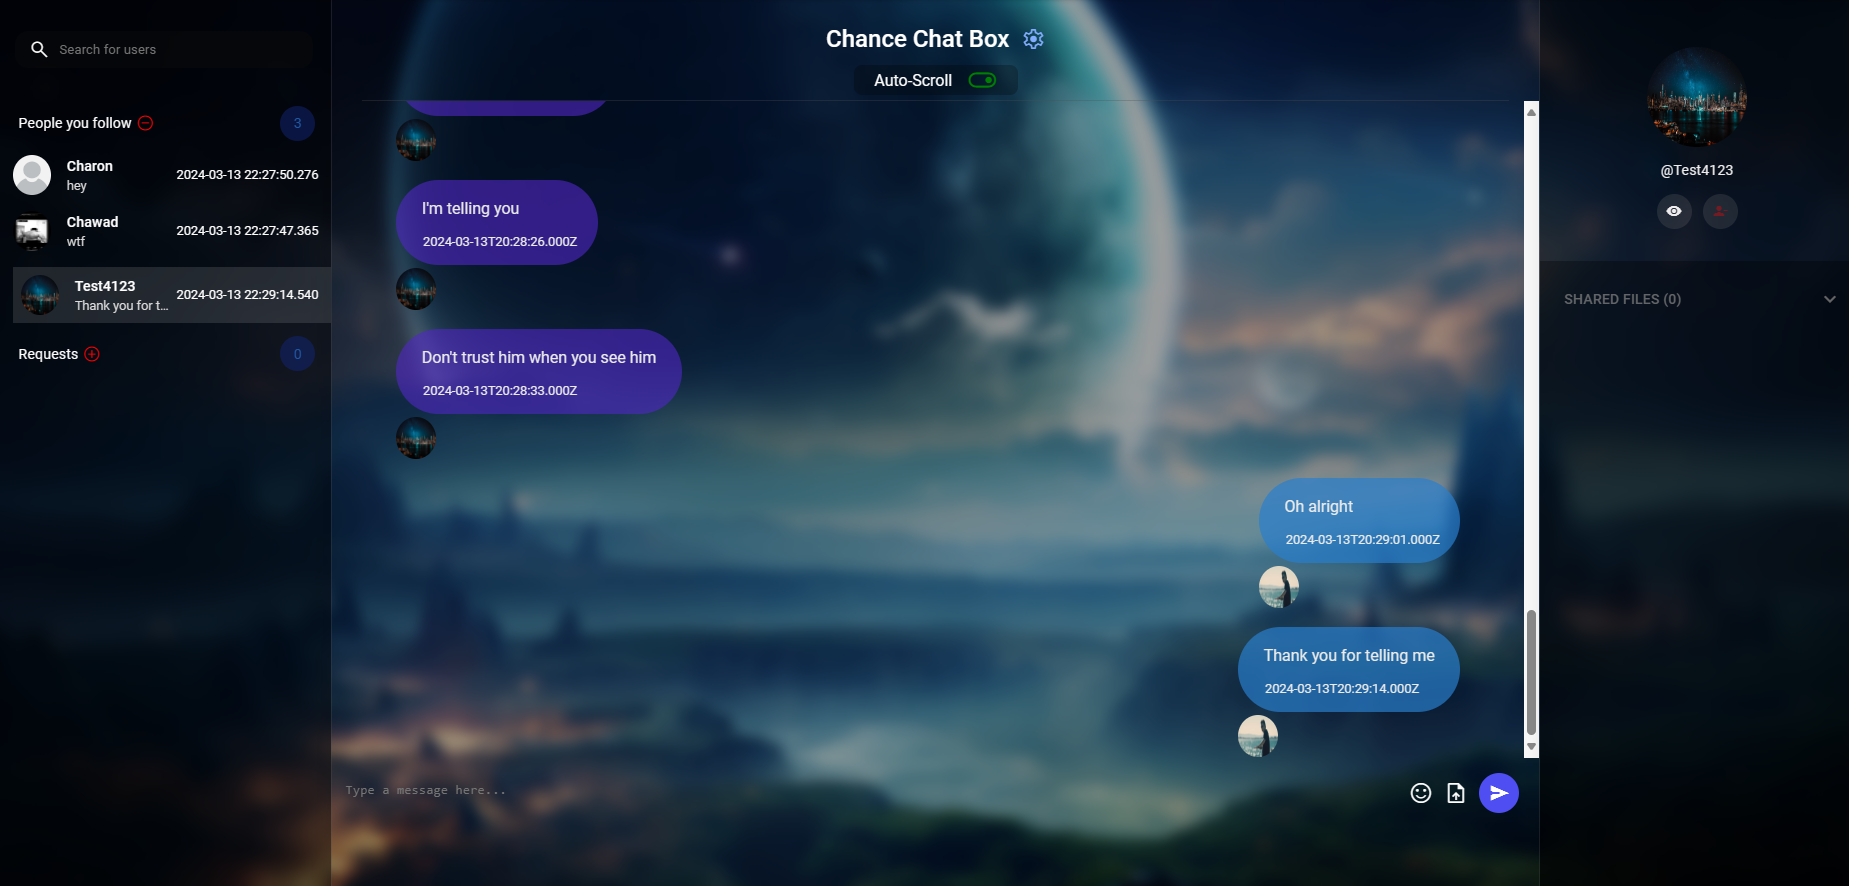 Search for users
People you follow
3
Charon
hey
2024-03-13 22:27:50.276
Chawad
wtf
2024-03-13 22:27:47.365
Test4123
Thank you for t...
2024-03-13 22:29:14.540
Requests
0
Chance Chat Box
Auto-Scroll
I'm telling you
2024-03-13T20:28:26.000Z
Don't trust him when you see him
2024-03-13T20:28:33.000Z
Oh alright
2024-03-13T20:29:01.000Z
Thank you for telling me
2024-03-13T20:29:14.000Z
Type a message here...
@Test4123
SHARED FILES (0)